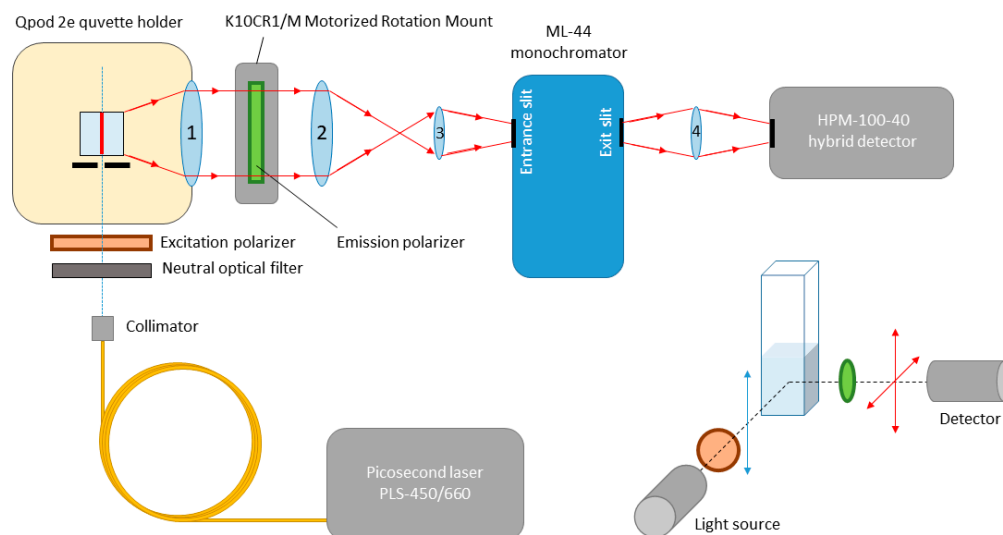 Qpod 2e quvette holder
K10CR1/M Motorized Rotation Mount
ML-44
monochromator
1
2
3
4
Entrance slit
Exit slit
HPM-100-40
hybrid detector
Excitation polarizer
Emission polarizer
Neutral optical filter
Collimator
Picosecond laser
PLS-450/660
Detector
Light source